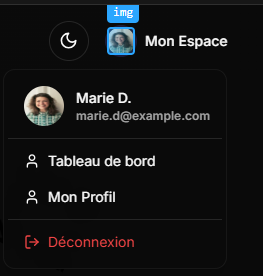 img
Mon Espace
Marie D.
marie.d@example.com
Tableau de bord
Mon Profil
Déconnexion